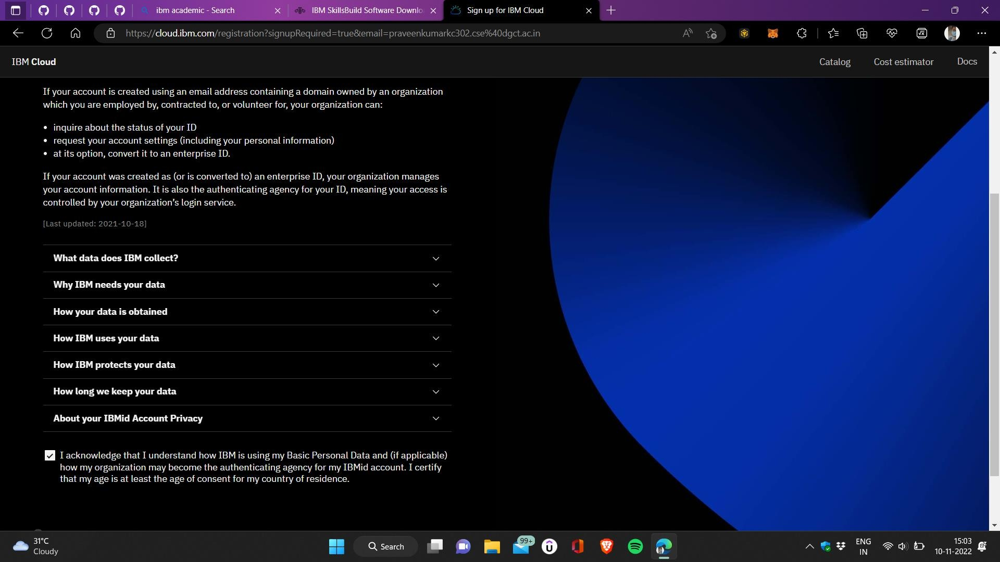 ibm academic - Search
IBM SkillsBuild Software Downlo
Sign up for IBM Cloud
https://cloud.ibm.com/registration?signupRequired=true&email=praveenkumarkc302.cse%40dgct.ac.in
IBM Cloud
Catalog
Cost estimator
Docs
If your account is created using an email address containing a domain owned by an organization
which you are employed by, contracted to, or volunteer for, your organization can:
• inquire about the status of your ID
• request your account settings (including your personal information)
• at its option, convert it to an enterprise ID.
If your account was created as (or is converted to) an enterprise ID, your organization manages
your account information. It is also the authenticating agency for your ID, meaning your access is
controlled by your organization’s login service.
[Last updated: 2021-10-18]
What data does IBM collect?
Why IBM needs your data
How your data is obtained
How IBM uses your data
How IBM protects your data
How long we keep your data
About your IBMid Account Privacy
I acknowledge that I understand how IBM is using my Basic Personal Data and (if applicable)
how my organization may become the authenticating agency for my IBMid account. I certify
that my age is at least the age of consent for my country of residence.
31°C
Cloudy
Search
99+
ENG
IN
15:03
10-11-2022